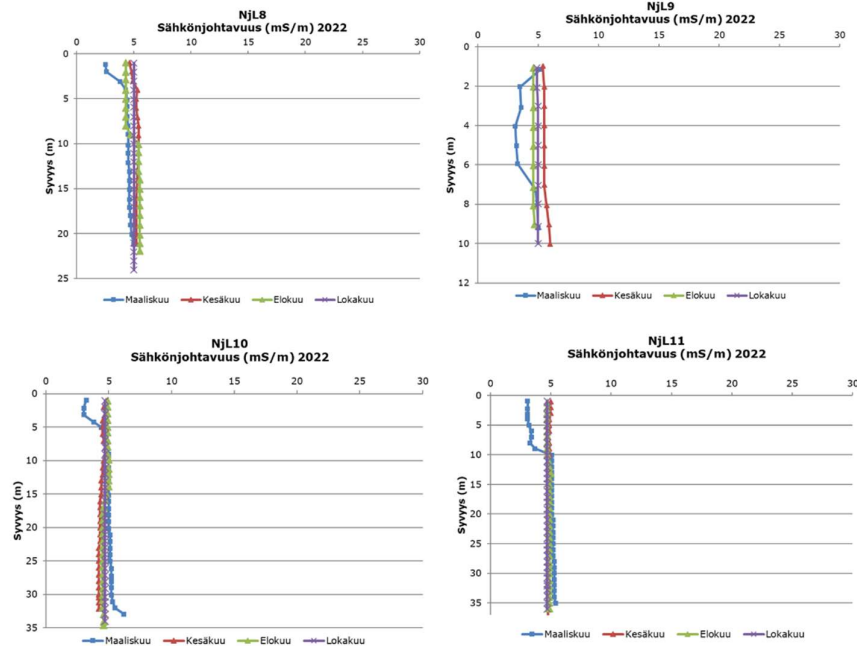 NjL8
Sähkönjohtavuus (mS/m) 2022
0 5 10 15 20 25 30
0
5
10
15
20
25
Syvyys (m)
Maaliskuu Kesäkuu Elokuu Lokakuu
NjL9
Sähkönjohtavuus (mS/m) 2022
0 5 10 15 20 25 30
0
2
4
6
8
10
12
Syvyys (m)
Maaliskuu Kesäkuu Elokuu Lokakuu
NjL10
Sähkönjohtavuus (mS/m) 2022
0 5 10 15 20 25 30
0
5
10
15
20
25
30
35
Syvyys (m)
Maaliskuu Kesäkuu Elokuu Lokakuu
NjL11
Sähkönjohtavuus (mS/m) 2022
0 5 10 15 20 25 30
0
5
10
15
20
25
30
35
Syvyys (m)
Maaliskuu Kesäkuu Elokuu Lokakuu